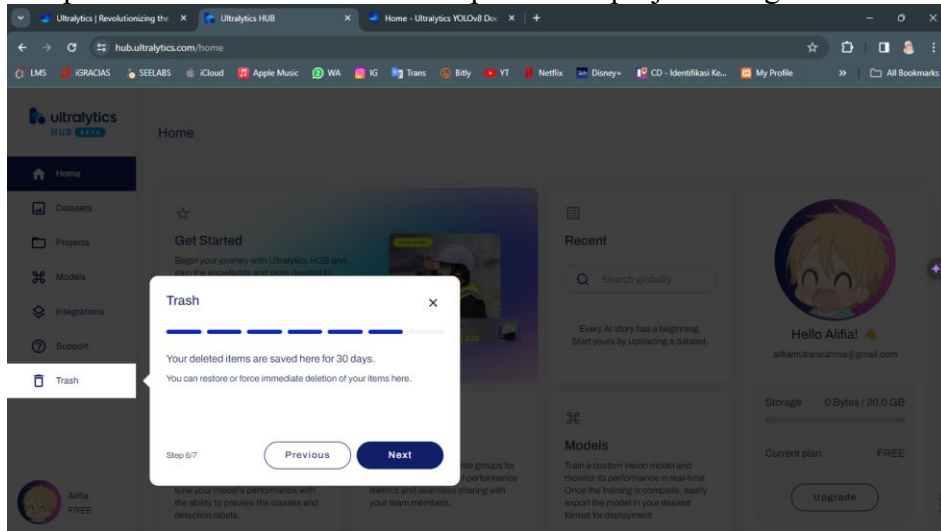 Ultralytics | Revolutionizing the
Ultralytics HUB
Home - Ultralytics YOLOv8 Doc
hub.ultralytics.com/home
LMS
iGRACIAS
SEELABS
iCloud
Apple Music
WA
IG
Trans
Bitly
YT
Netflix
Disney+
CD - Identifikasi Ke...
My Profile
All Bookmarks
ultralytics
HUB BETA
Home
Home
Datasets
Projects
Models
Integrations
Support
Trash
Alifia
FREE
Get Started
Begin your journey with Ultralytics HUB and
gain the knowledge and skills needed to
Trash
Your deleted items are saved here for 30 days.
You can restore or force immediate deletion of your items here.
Step 6/7
Previous
Next
tune your model's performance with
the ability to preview the classes and
detection labels.
into groups for
of performance
metrics and seamless sharing with
your team members.
Recent
Search globally
Every AI story has a beginning.
Start yours by uploading a dataset.
Models
Train a custom vision model and
monitor its performance in real-time.
Once the training is complete, easily
export the model in your desired
format for deployment.
Hello Alifia!
alifiamutiararahma@gmail.com
Storage 0 Bytes / 20.0 GB
Current plan FREE
Upgrade